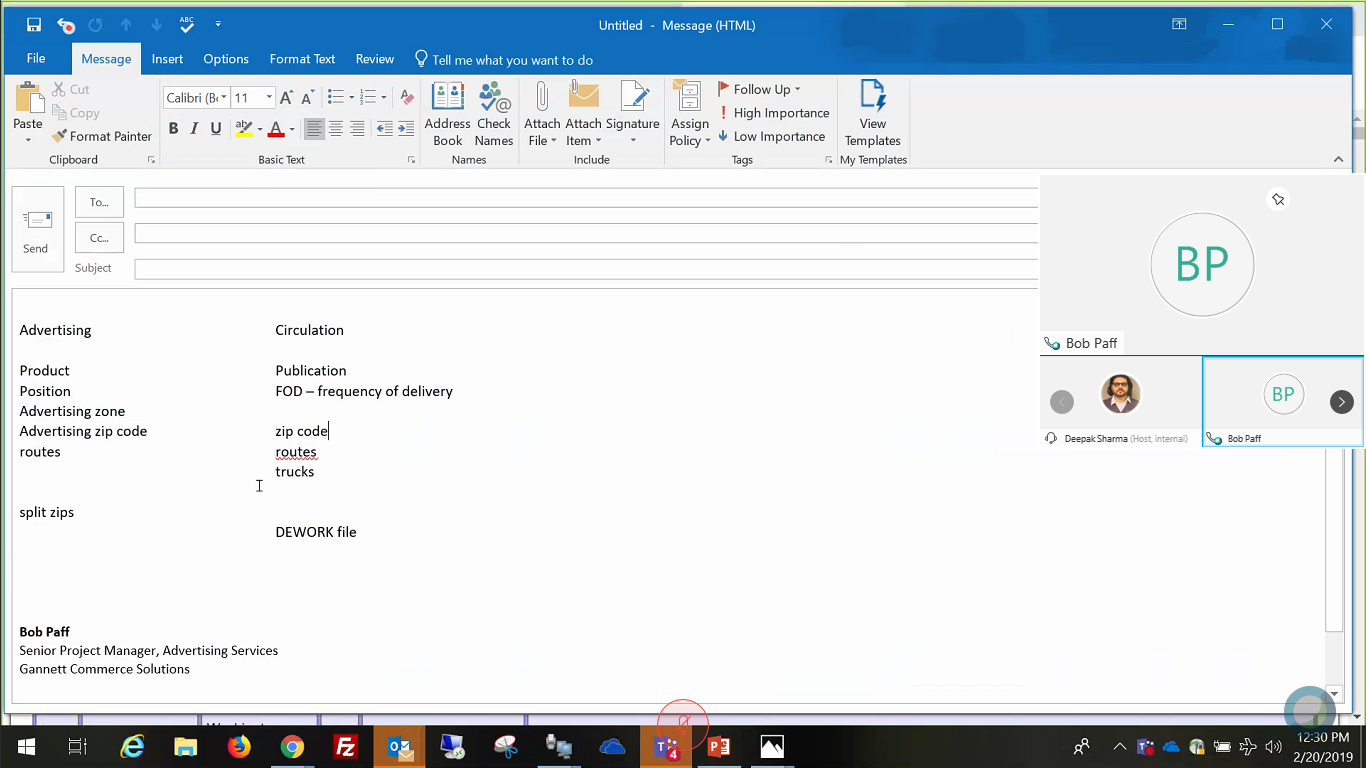 ABC
Untitled - Message (HTML)
File Message Insert Options Format Text Review Tell me what you want to do
Paste
Cut
Copy
Format Painter
Clipboard
Calibri (B 11
Basic Text
Address Book
Check Names
Names
Attach File
Attach Item
Signature
Include
Assign Policy
Follow Up
High Importance
Low Importance
Tags
View Templates
My Templates
Send
To...
Cc...
Subject
Advertising Circulation
Product Publication
Position FOD – frequency of delivery
Advertising zone
Advertising zip code zip code
routes routes
trucks
split zips
DEWORK file
Bob Paff
Senior Project Manager, Advertising Services
Gannett Commerce Solutions
BP
Bob Paff
Deepak Sharma (Host, internal)
BP
Bob Paff
4
12:30 PM
2/20/2019